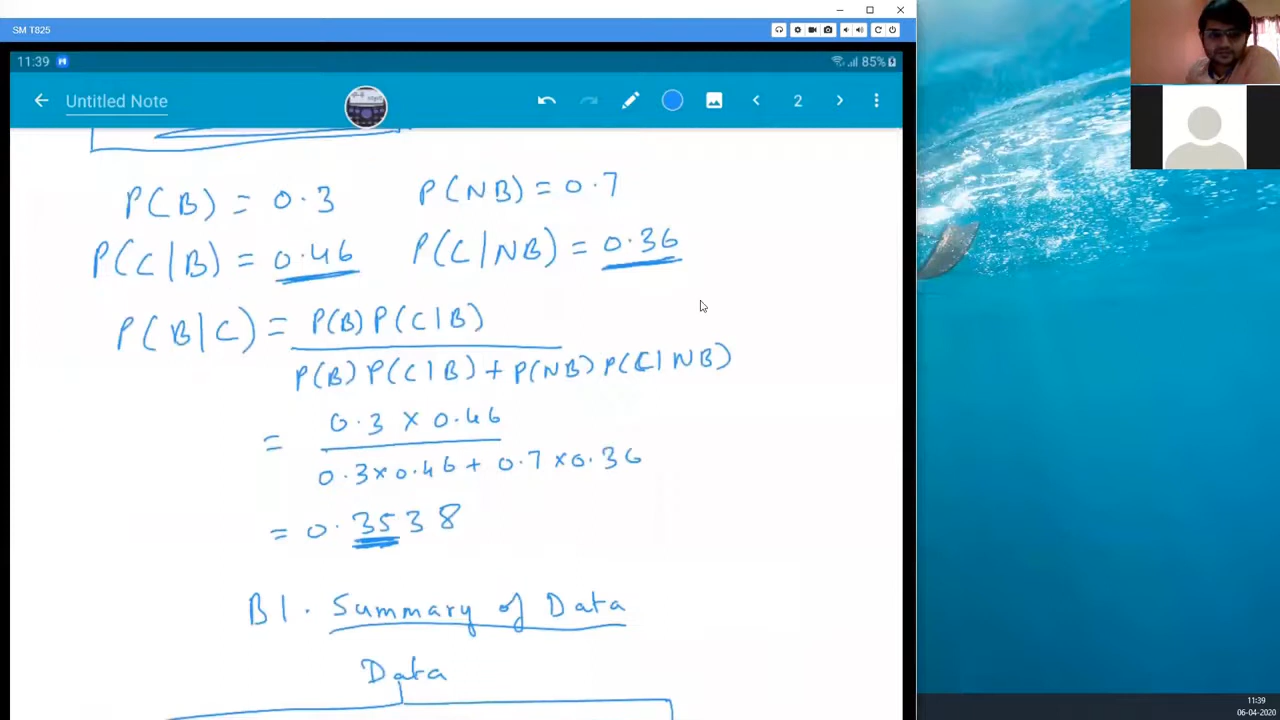 SM T825
11:39
85%
Untitled Note
2
P(B) = 0.3 P(NB) = 0.7
P(C|B) = 0.46 P(C|NB) = 0.36
P(B|C) = P(B) P(C|B)
P(B) P(C|B) + P(NB) P(C|NB)
= 0.3 × 0.46
0.3×0.46 + 0.7×0.36
= 0.3538
B1. Summary of Data
Data
11:39
06-04-2020